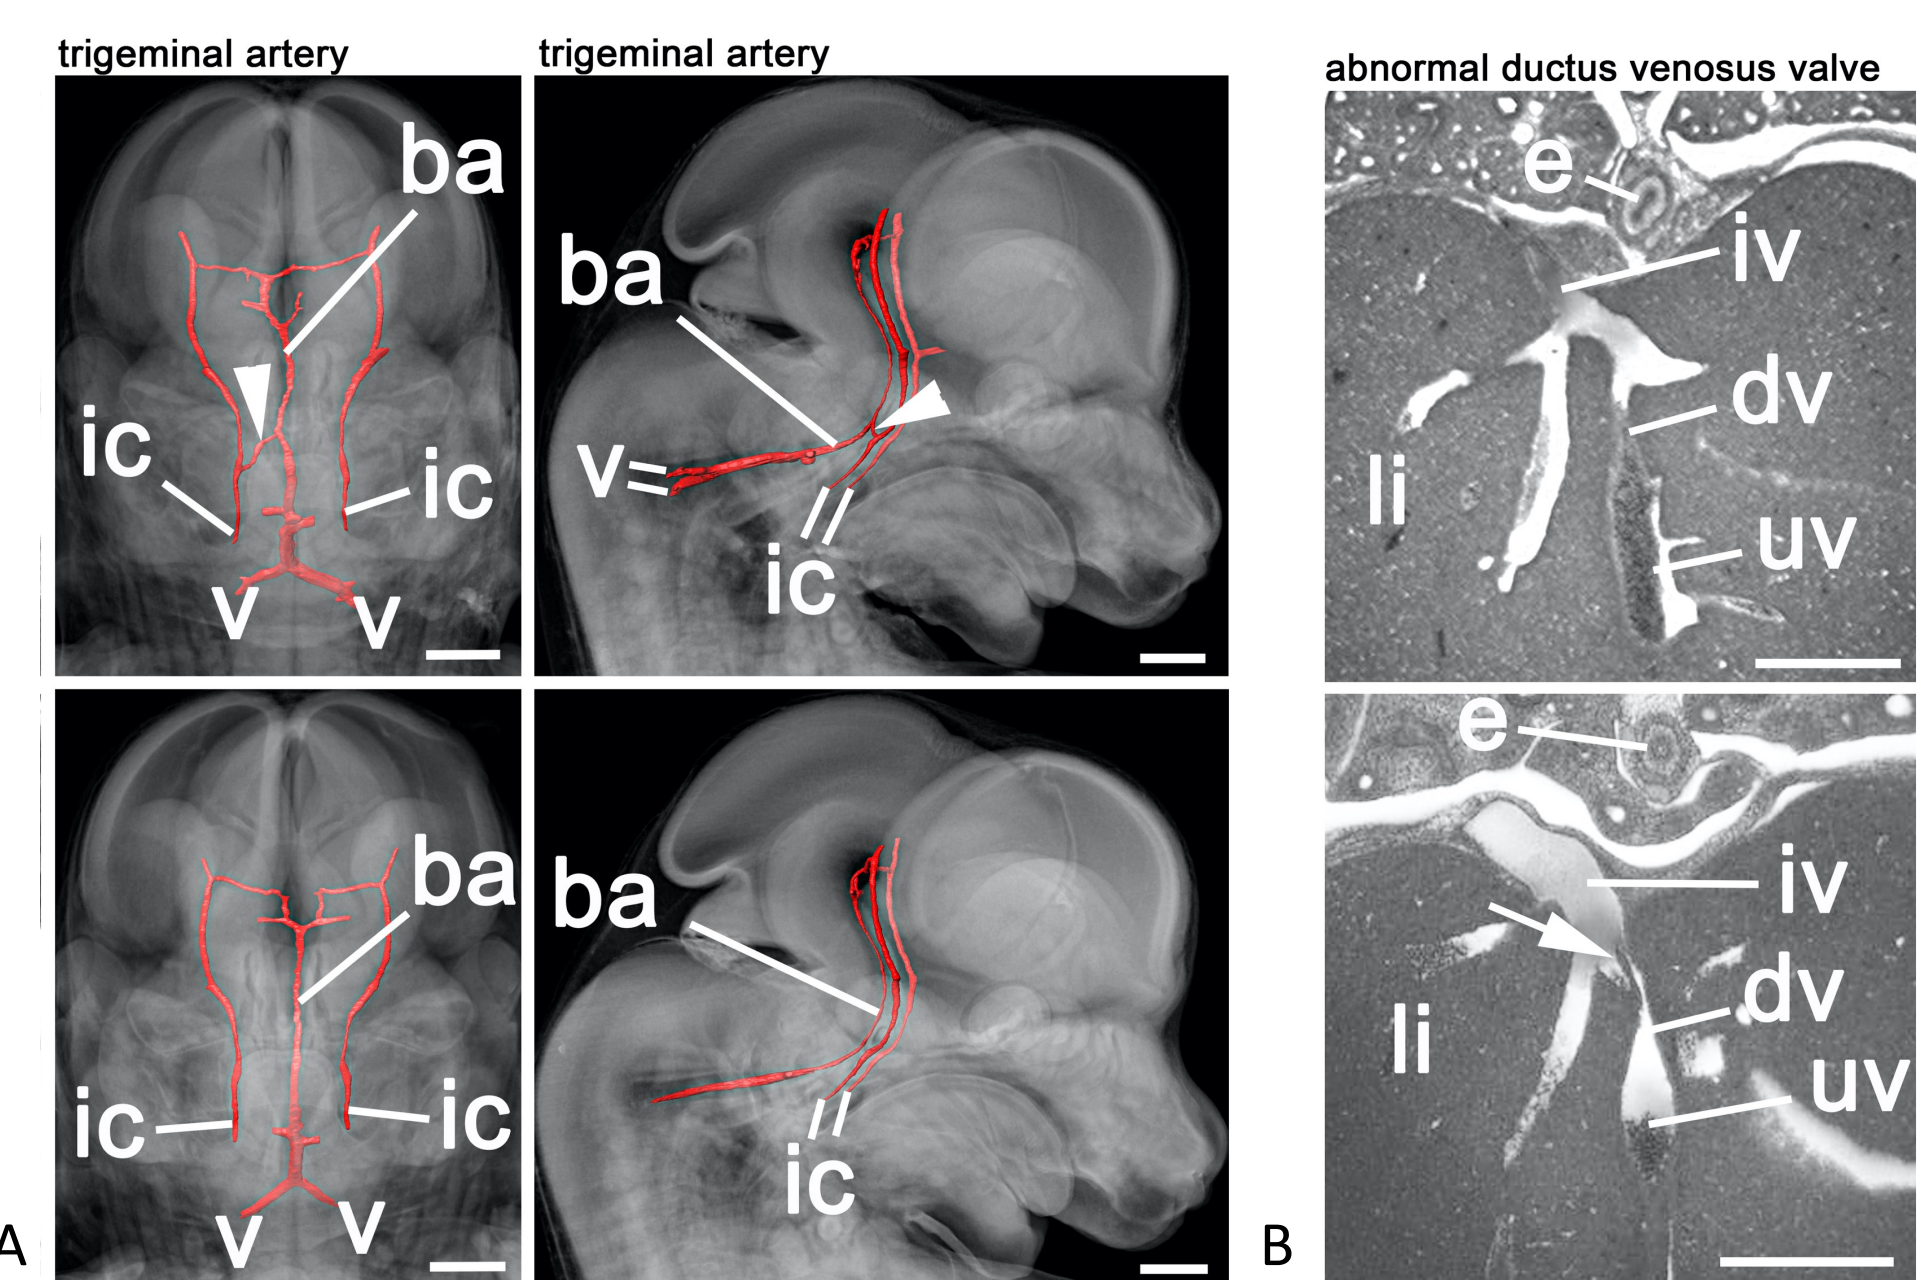 trigeminal artery
ba
ic
ic
v
v
trigeminal artery
ba
v
ic
ba
ic
ic
v
v
ba
ic
A
abnormal ductus venosus valve
e
iv
dv
li
uv
e
iv
dv
li
uv
B